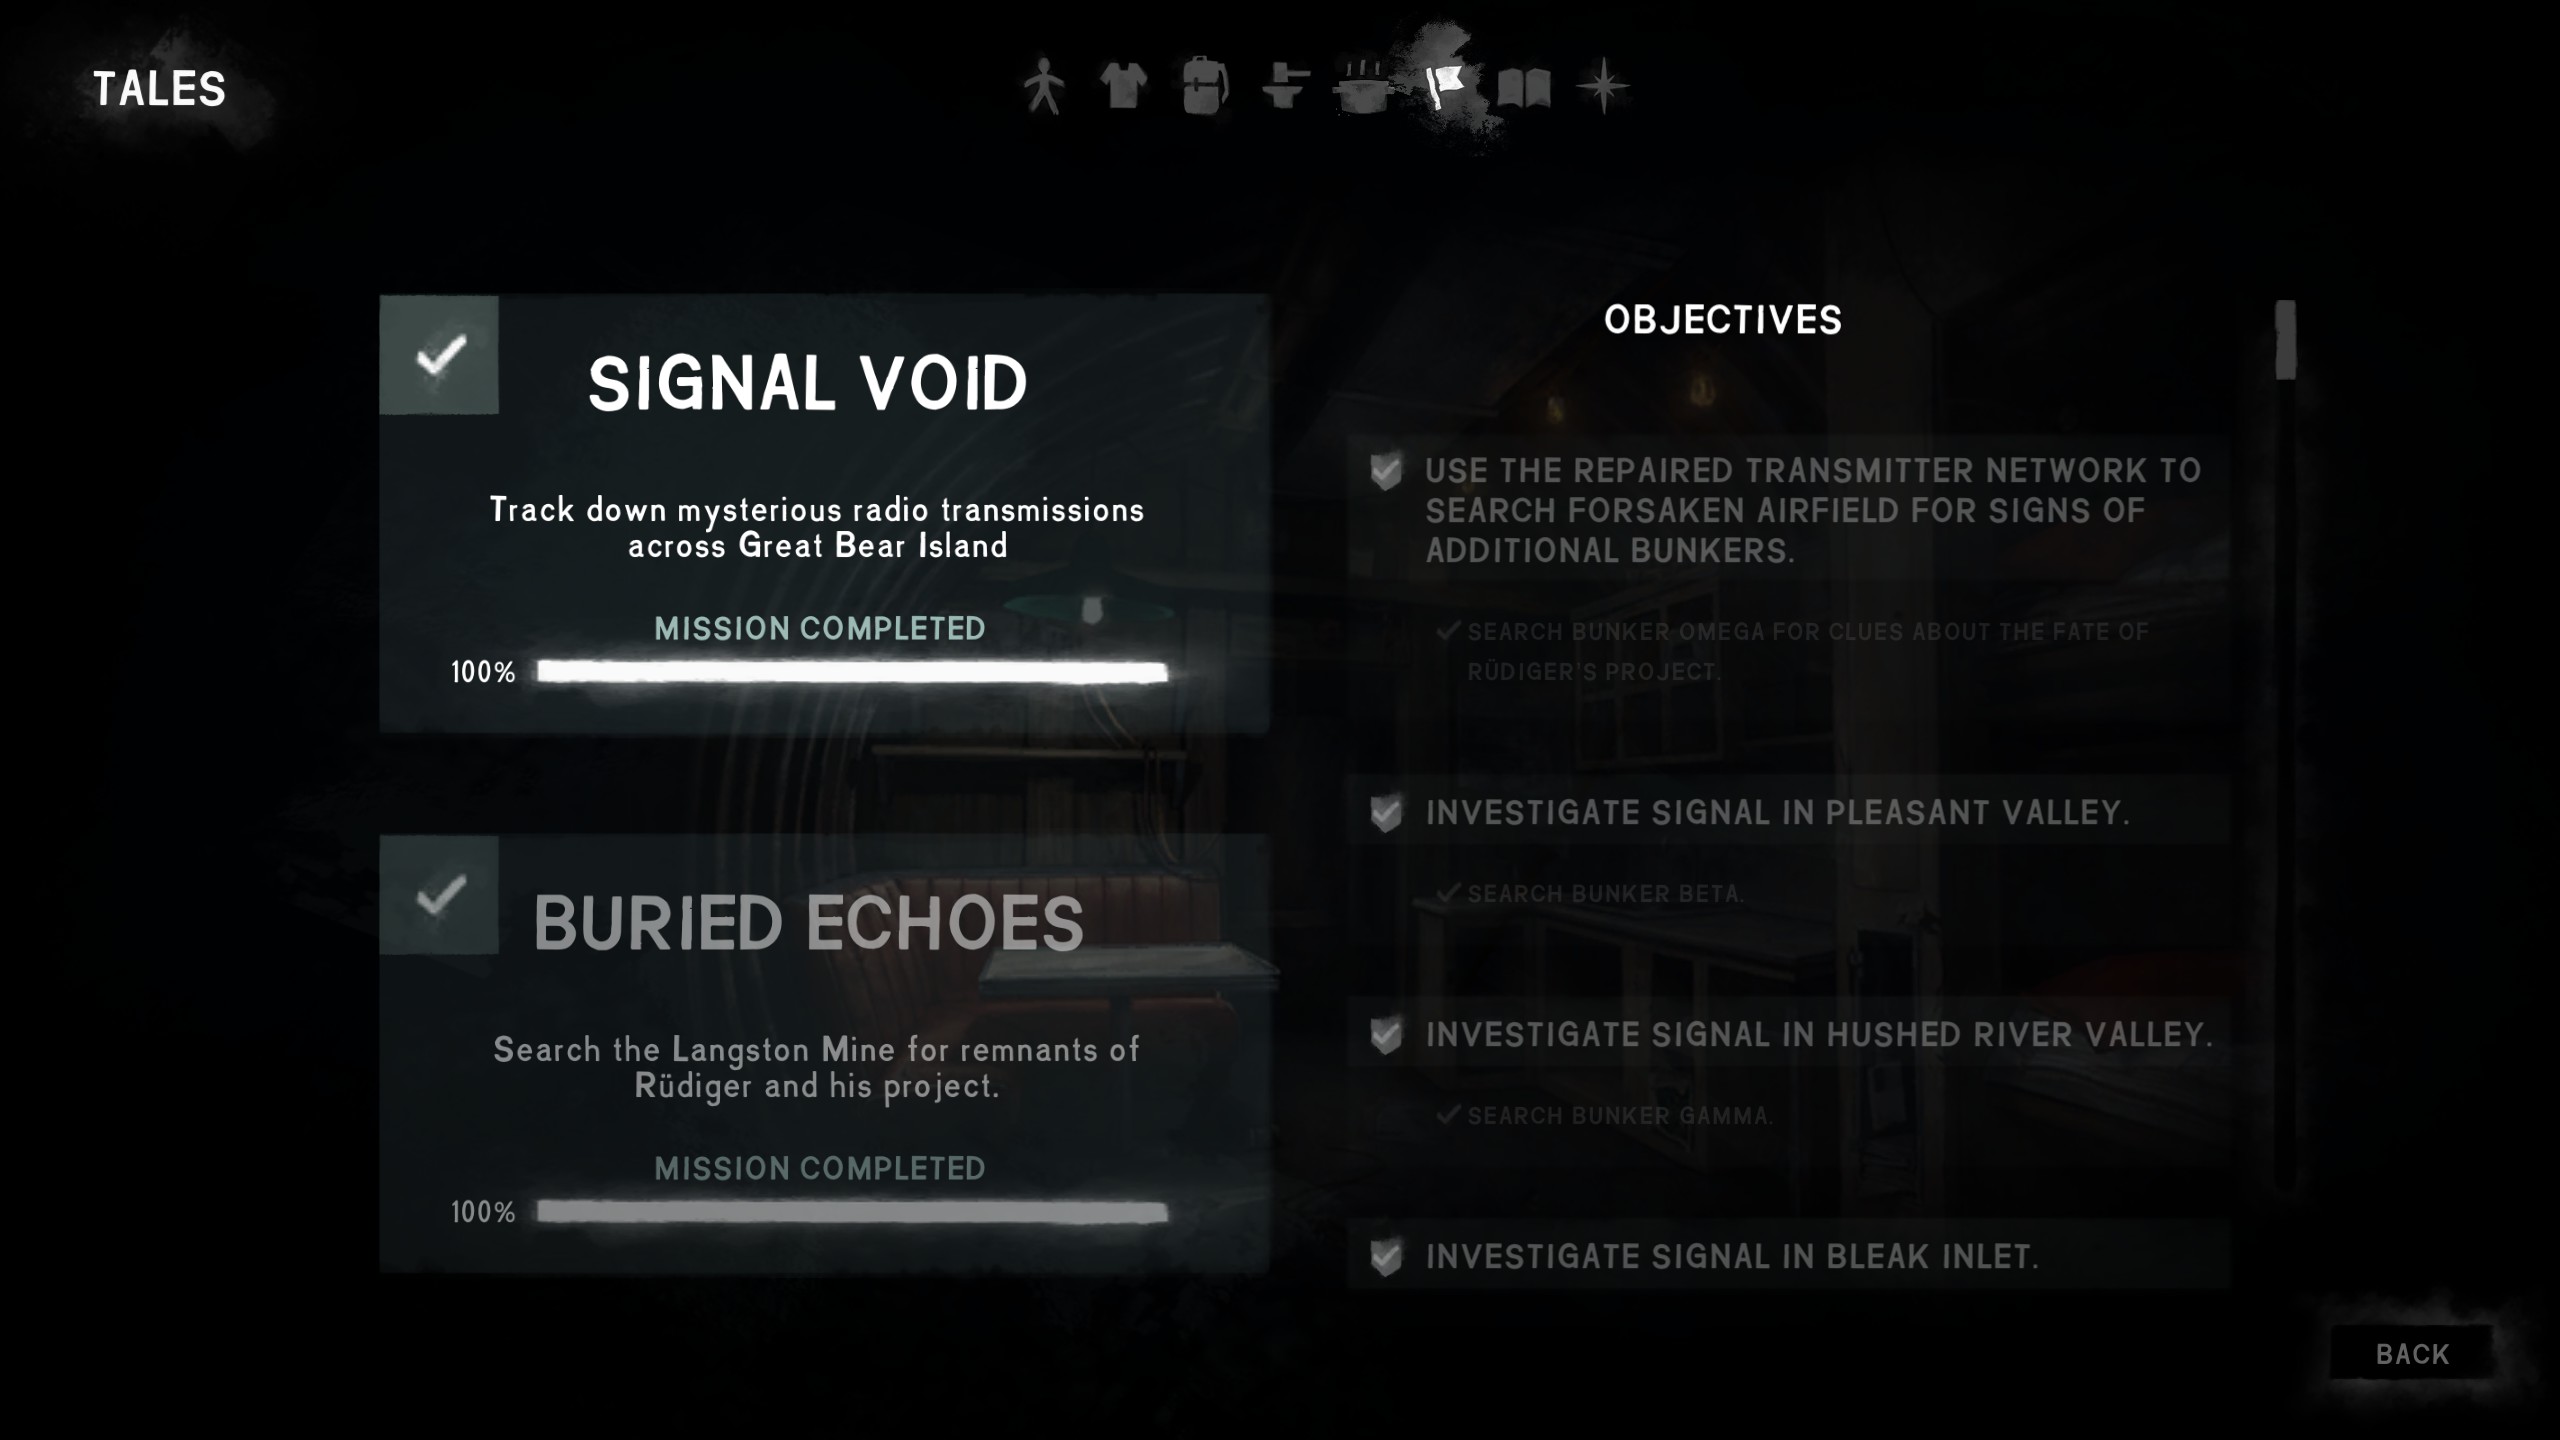 TALES
SIGNAL VOID
Track down mysterious radio transmissions
across Great Bear Island
MISSION COMPLETED
100%
BURIED ECHOES
Search the Langston Mine for remnants of
Rüdiger and his project.
MISSION COMPLETED
100%
OBJECTIVES
USE THE REPAIRED TRANSMITTER NETWORK TO
SEARCH FORSAKEN AIRFIELD FOR SIGNS OF
ADDITIONAL BUNKERS.
SEARCH BUNKER OMEGA FOR CLUES ABOUT THE FATE OF
RÜDIGER'S PROJECT.
INVESTIGATE SIGNAL IN PLEASANT VALLEY.
SEARCH BUNKER BETA.
INVESTIGATE SIGNAL IN HUSHED RIVER VALLEY.
SEARCH BUNKER GAMMA.
INVESTIGATE SIGNAL IN BLEAK INLET.
BACK